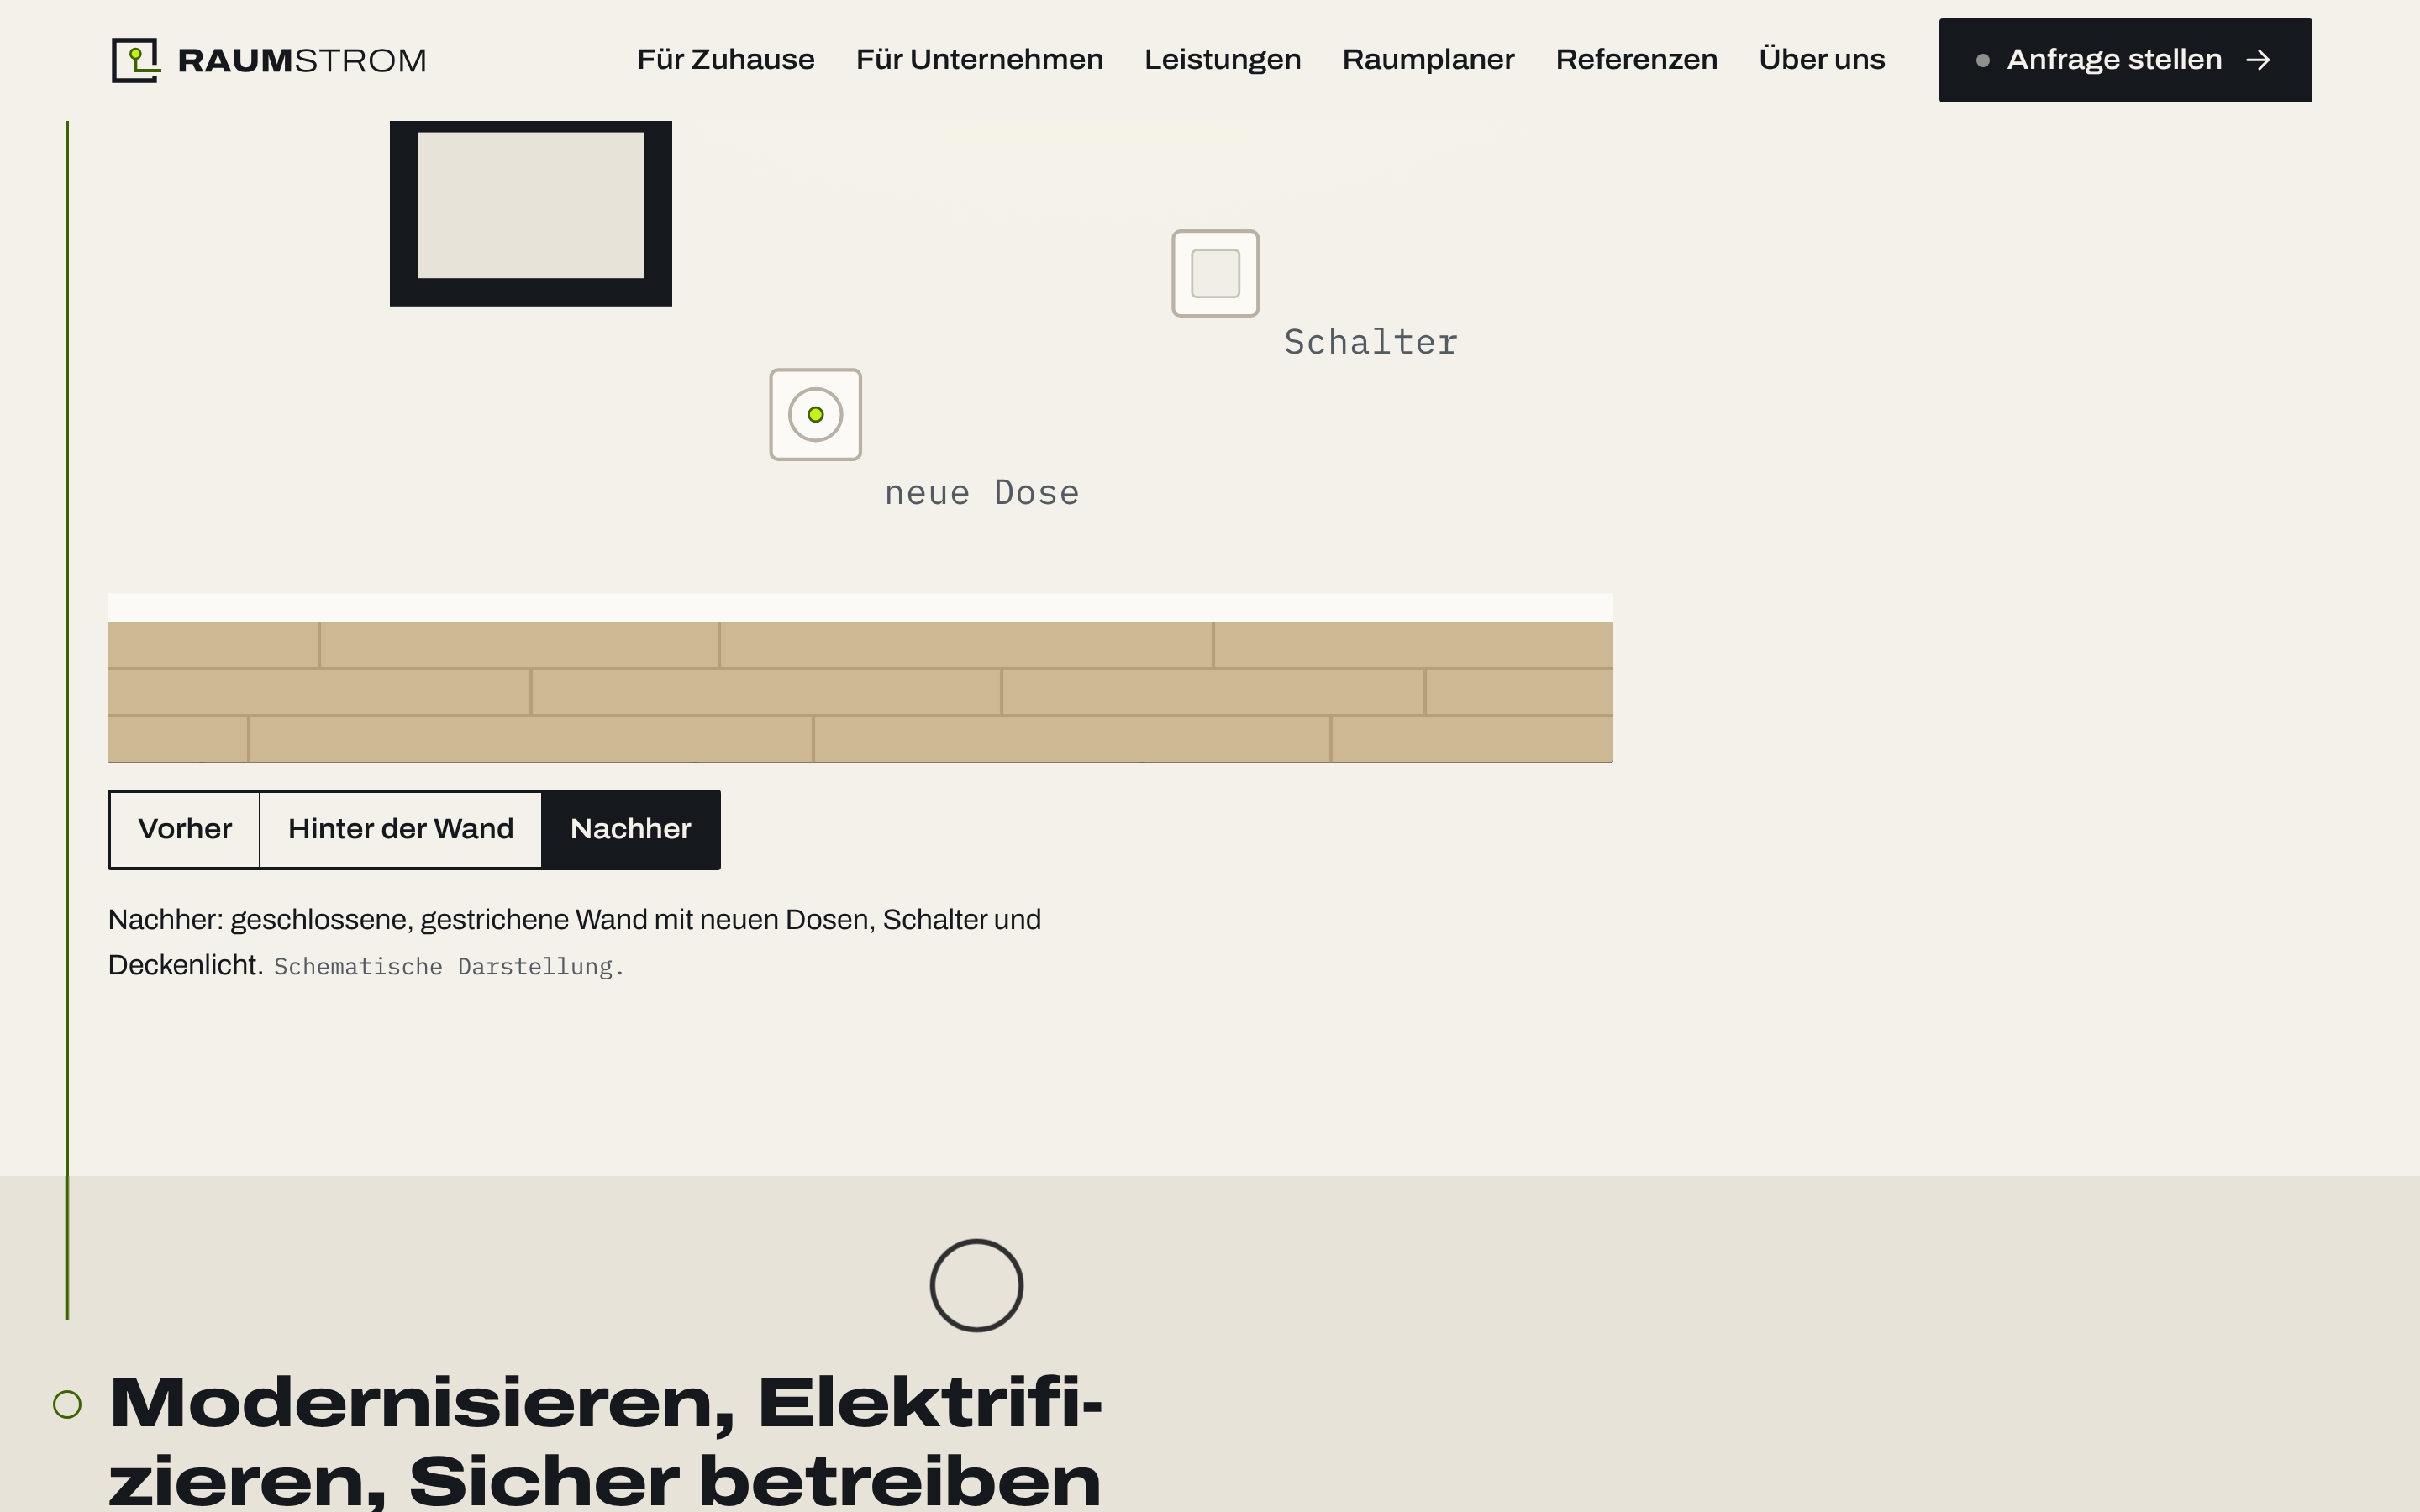 RAUMSTROM
Für Zuhause
Für Unternehmen
Leistungen
Raumplaner
Referenzen
Über uns
Anfrage stellen
Schalter
neue Dose
Vorher
Hinter der Wand
Nachher
Nachher: geschlossene, gestrichene Wand mit neuen Dosen, Schalter und
Deckenlicht. Schematische Darstellung.
Modernisieren, Elektrifi-
zieren, Sicher betreiben